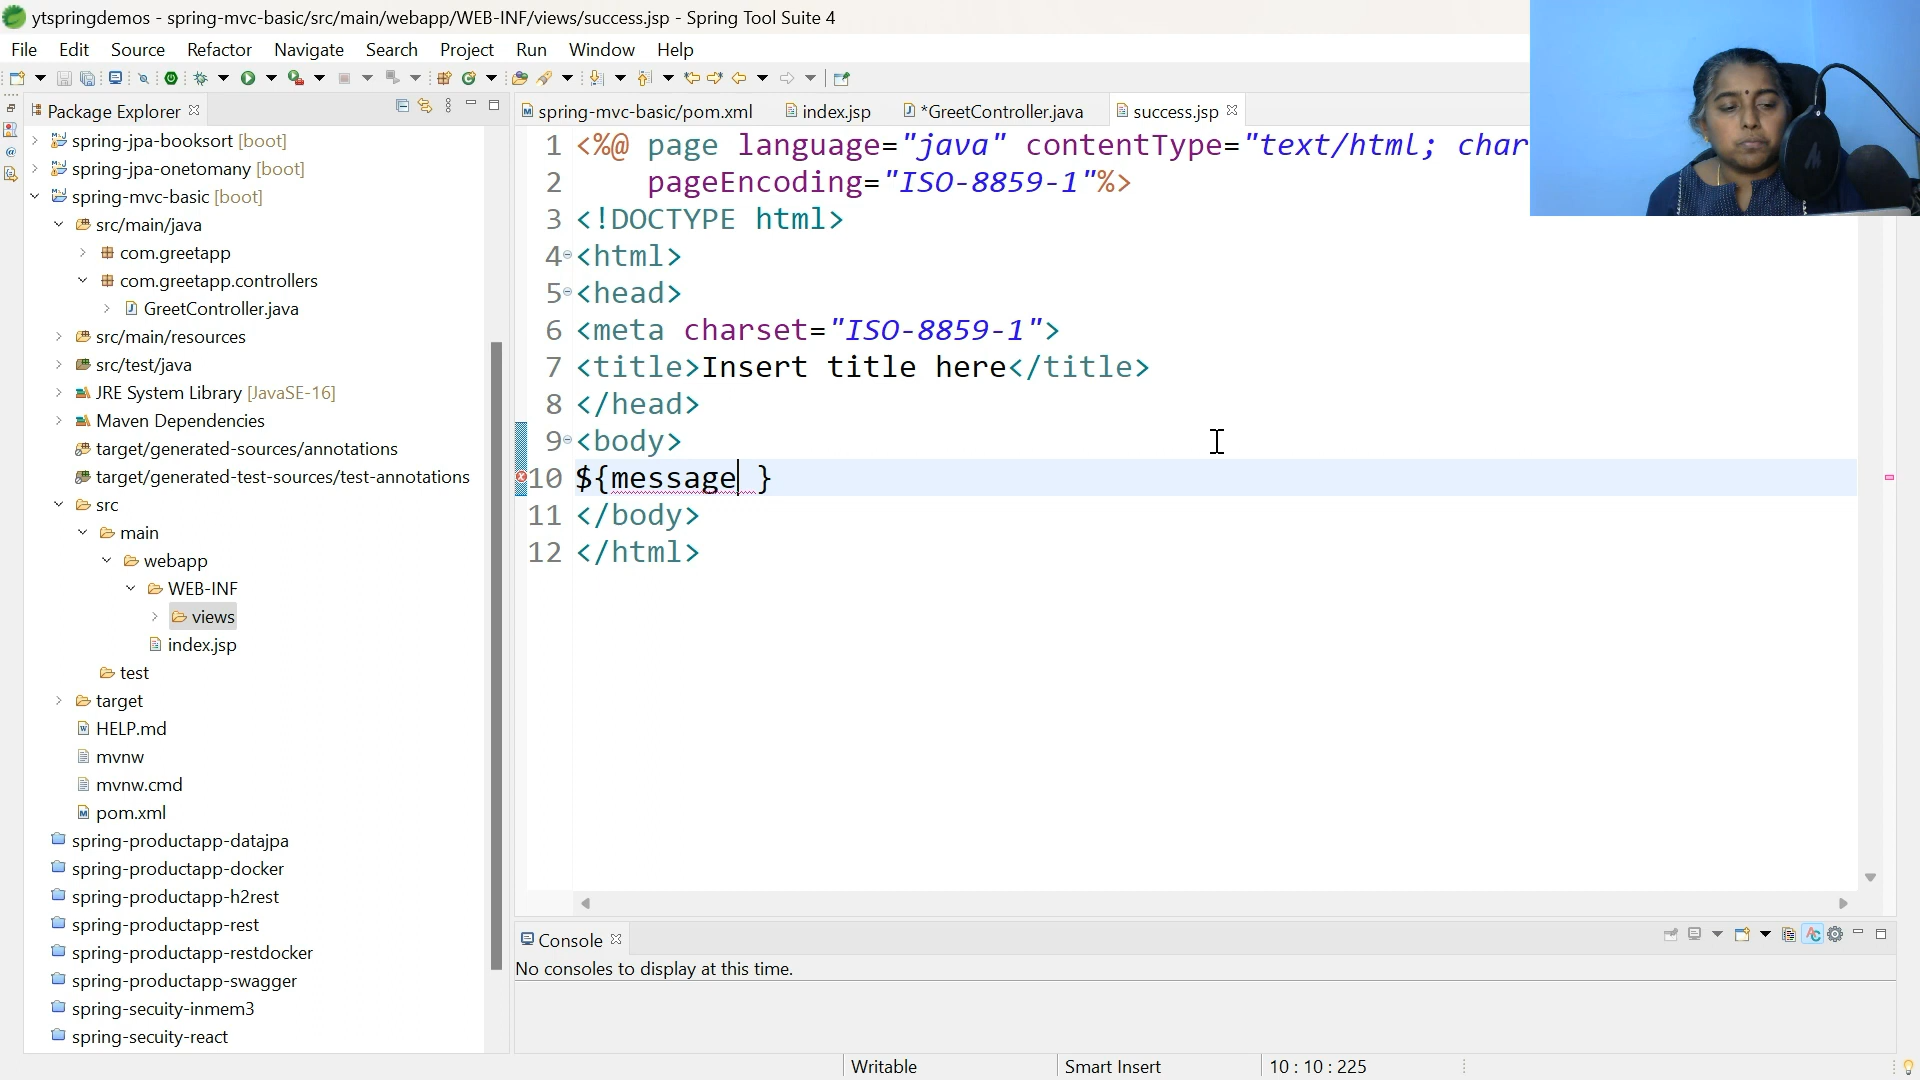 ytspringdemos - spring-mvc-basic/src/main/webapp/WEB-INF/views/success.jsp - Spring Tool Suite 4
File Edit Source Refactor Navigate Search Project Run Window Help
Package Explorer
spring-mvc-basic/pom.xml index.jsp *GreetController.java success.jsp
spring-jpa-booksort [boot]
spring-jpa-onetomany [boot]
spring-mvc-basic [boot]
src/main/java
com.greetapp
com.greetapp.controllers
GreetController.java
src/main/resources
src/test/java
JRE System Library [JavaSE-16]
Maven Dependencies
target/generated-sources/annotations
target/generated-test-sources/test-annotations
src
main
webapp
WEB-INF
views
index.jsp
test
target
HELP.md
mvnw
mvnw.cmd
pom.xml
spring-productapp-datajpa
spring-productapp-docker
spring-productapp-h2rest
spring-productapp-rest
spring-productapp-restdocker
spring-productapp-swagger
spring-secuity-inmem3
spring-secuity-react
1 <%@ page language="java" contentType="text/html; char
2 pageEncoding="ISO-8859-1"%>
3 <!DOCTYPE html>
4 <html>
5 <head>
6 <meta charset="ISO-8859-1">
7 <title>Insert title here</title>
8 </head>
9 <body>
10 ${message }
11 </body>
12 </html>
Console
No consoles to display at this time.
Writable Smart Insert 10 : 10 : 225